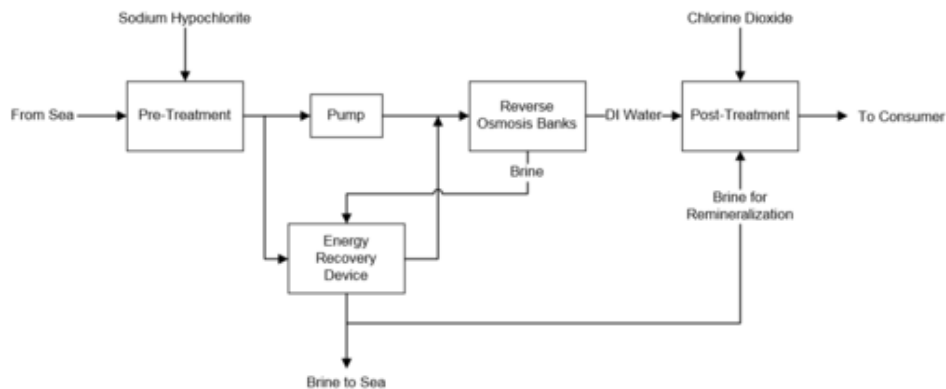 Sodium Hypochlorite
Chlorine Dioxide
From Sea
Pre-Treatment
Pump
Reverse
Osmosis Banks
DI Water
Post-Treatment
To Consumer
Brine
Brine for
Remineralization
Energy
Recovery
Device
Brine to Sea